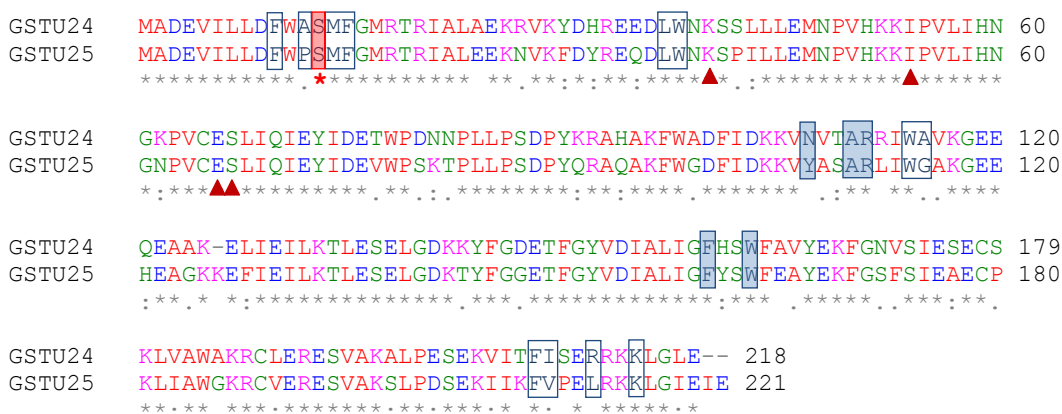 GSTU24 MADEVILLDFWASMFGMRTRIALAEKRVKYDHREEDLWNKSSLLLEMNPVHKKIPVLIHN 60
GSTU25 MADEVILLDFWPSMFGMRTRIALEEKNVKFDYREQDLWNKSPILLEMNPVHKKIPVLIHN 60
***********.*********** **.**:*:**:******.:*****************
GSTU24 GKPVCESLIQIEYIDETWPDNNPLLPSDPYKRAHAKFWADFIDKKVNVTARRIWAVKGEE 120
GSTU25 GNPVCESLIQIEYIDEVWPSKTPLLPSDPYQRAQAKFWGDFIDKKVYASARLIWGAKGEE 120
*:**************.**.:.********:**:****.******* .:** **..****
GSTU24 QEAAK-ELIEILKTLESELGDKKYFGDETFGYVDIALIGFHSWFAVYEKFGNVSIESECS 179
GSTU25 HEAGKKEFIEILKTLESELGDKTYFGGETFGYVDIALIGFYSWFEAYEKFGSFSIEAECP 180
:**.* *:**************.***.*************:*** .*****..***:**.
GSTU24 KLVAWAKRCLERESVAKALPESEKVITFISERRKKLGLE-- 218
GSTU25 KLIAWGKRCVERESVAKSLPDSEKIIKFVPELRKKLGIEIE 221
**:**.***:*******:**:***:* *: * *****:*